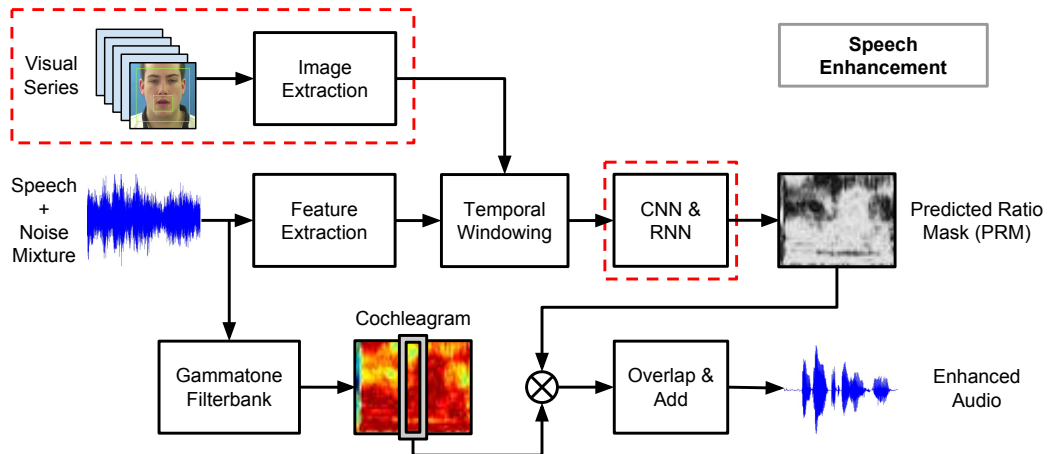 Visual
Series
Image
Extraction
Speech
Enhancement
Speech
+
Noise
Mixture
Feature
Extraction
Temporal
Windowing
CNN &
RNN
Predicted Ratio
Mask (PRM)
Cochleagram
Gammatone
Filterbank
Overlap &
Add
Enhanced
Audio